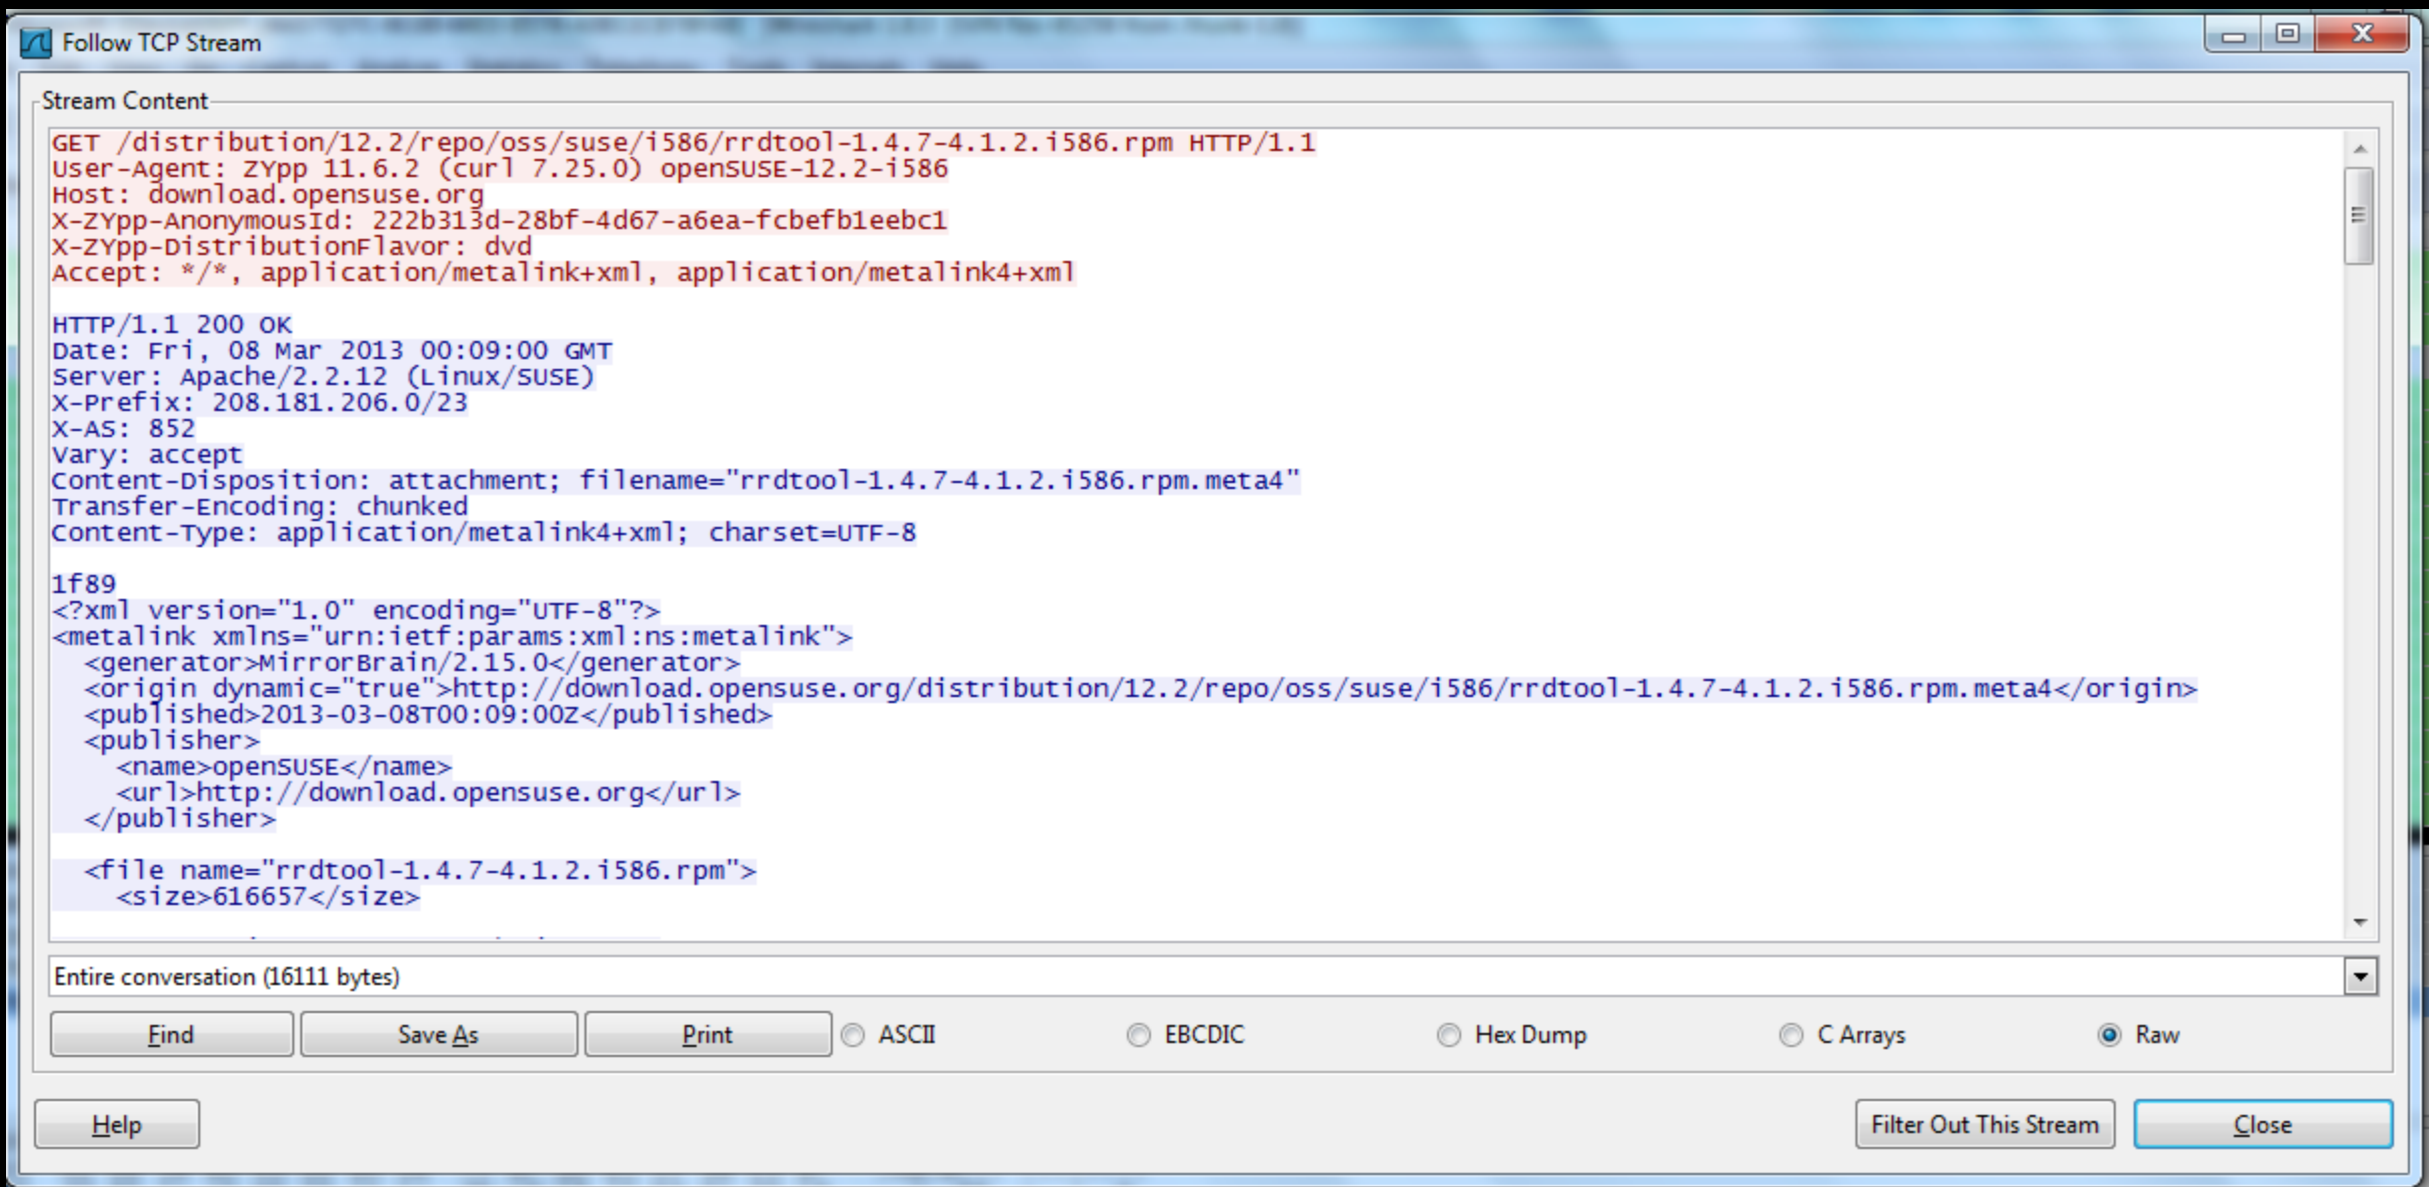 Follow TCP Stream
Stream Content
GET /distribution/12.2/repo/oss/suse/i586/rrdtool-1.4.7-4.1.2.i586.rpm HTTP/1.1
User-Agent: ZYpp 11.6.2 (curl 7.25.0) openSUSE-12.2-i586
Host: download.opensuse.org
X-ZYpp-AnonymousId: 222b313d-28bf-4d67-a6ea-fcbefb1eebc1
X-ZYpp-DistributionFlavor: dvd
Accept: */*, application/metalink+xml, application/metalink4+xml
HTTP/1.1 200 OK
Date: Fri, 08 Mar 2013 00:09:00 GMT
Server: Apache/2.2.12 (Linux/SUSE)
X-Prefix: 208.181.206.0/23
X-AS: 852
Vary: accept
Content-Disposition: attachment; filename="rrdtool-1.4.7-4.1.2.i586.rpm.meta4"
Transfer-Encoding: chunked
Content-Type: application/metalink4+xml; charset=UTF-8
1f89
<?xml version="1.0" encoding="UTF-8"?>
<metalink xmlns="urn:ietf:params:xml:ns:metalink">
<generator>MirrorBrain/2.15.0</generator>
<origin dynamic="true">http://download.opensuse.org/distribution/12.2/repo/oss/suse/i586/rrdtool-1.4.7-4.1.2.i586.rpm.meta4</origin>
<published>2013-03-08T00:09:00Z</published>
<publisher>
<name>openSUSE</name>
<url>http://download.opensuse.org</url>
</publisher>
<file name="rrdtool-1.4.7-4.1.2.i586.rpm">
<size>616657</size>
Entire conversation (16111 bytes)
Find Save As Print ASCII EBCDIC Hex Dump C Arrays Raw
Help Filter Out This Stream Close